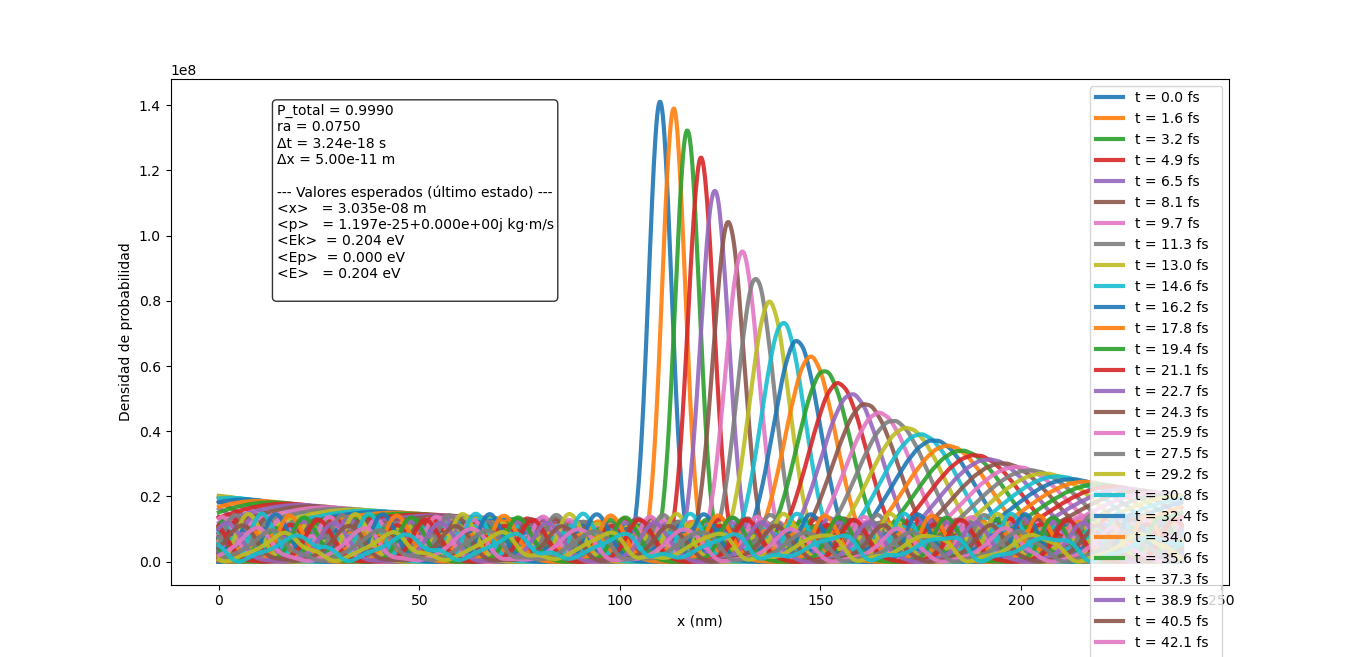 1e8
P_total = 0.9990
ra = 0.0750
Δt = 3.24e-18 s
Δx = 5.00e-11 m
--- Valores esperados (último estado) ---
<x>   = 3.035e-08 m
<p>   = 1.197e-25+0.000e+00j kg·m/s
<Ek>  = 0.204 eV
<Ep>  = 0.000 eV
<E>   = 0.204 eV
t = 0.0 fs
t = 1.6 fs
t = 3.2 fs
t = 4.9 fs
t = 6.5 fs
t = 8.1 fs
t = 9.7 fs
t = 11.3 fs
t = 13.0 fs
t = 14.6 fs
t = 16.2 fs
t = 17.8 fs
t = 19.4 fs
t = 21.1 fs
t = 22.7 fs
t = 24.3 fs
t = 25.9 fs
t = 27.5 fs
t = 29.2 fs
t = 30.8 fs
t = 32.4 fs
t = 34.0 fs
t = 35.6 fs
t = 37.3 fs
t = 38.9 fs
t = 40.5 fs
t = 42.1 fs
Densidad de probabilidad
1.4
1.2
1.0
0.8
0.6
0.4
0.2
0.0
0 50 100 150 200 250
x (nm)